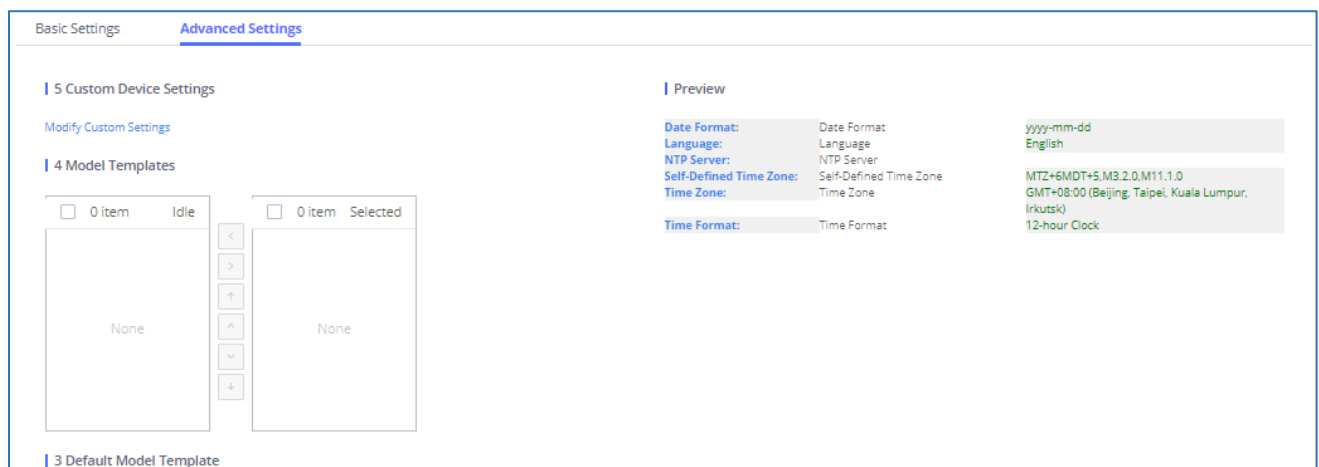 Basic Settings Advanced Settings
5 Custom Device Settings
Modify Custom Settings
4 Model Templates
0 item Idle
0 item Selected
None
None
3 Default Model Template
Preview
Date Format: Date Format yyyy-mm-dd
Language: Language English
NTP Server: NTP Server
Self-Defined Time Zone: Self-Defined Time Zone MTZ+6MDT+5,M3.2.0,M11.1.0
Time Zone: Time Zone GMT+08:00 (Beijing, Taipei, Kuala Lumpur,
Irkutsk)
Time Format: Time Format 12-hour Clock